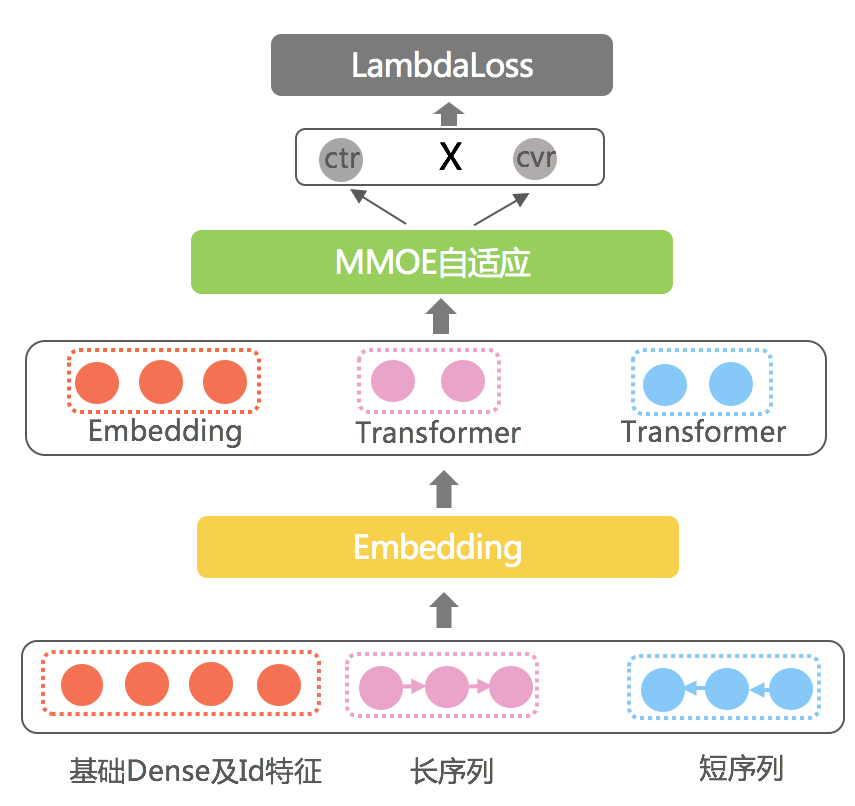 LambdaLoss
ctr X cvr
MMOE自适应
Embedding Transformer Transformer
Embedding
基础Dense及Id特征 长序列 短序列